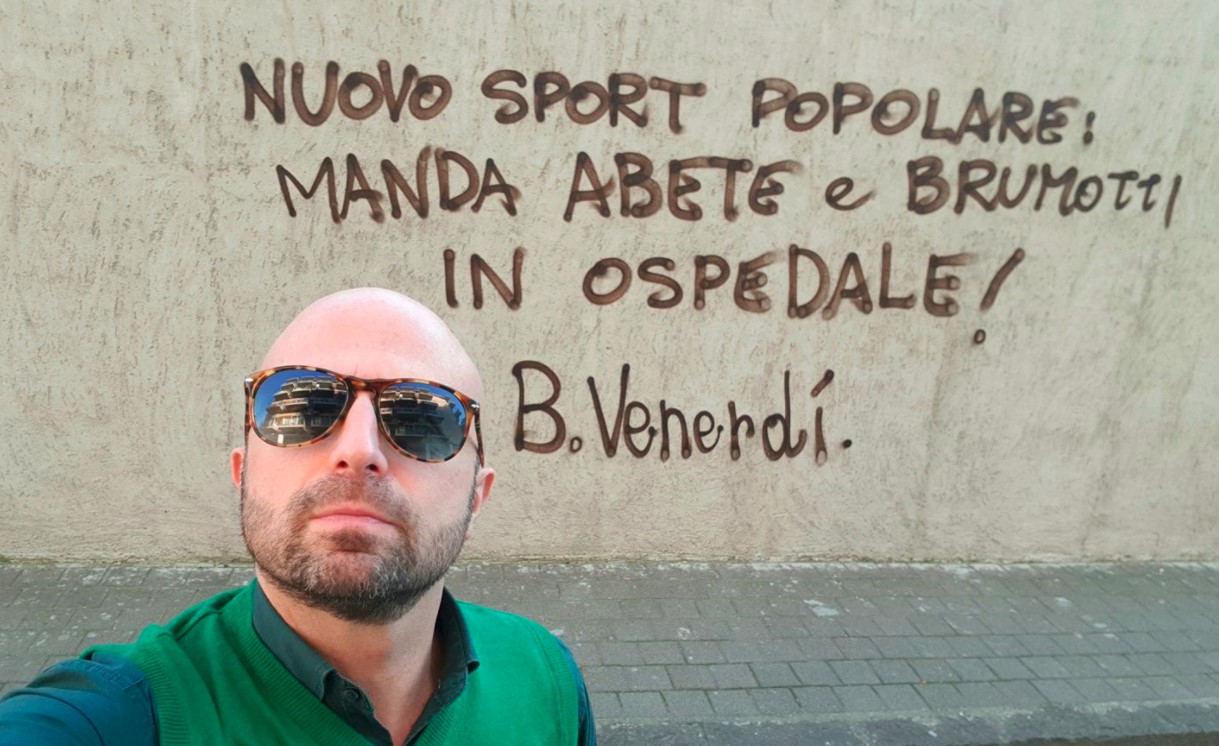 NUOVO SPORT POPOLARE:
MANDA ABETE e BRUMOTTI
IN OSPEDALE!
B. Venerdí.